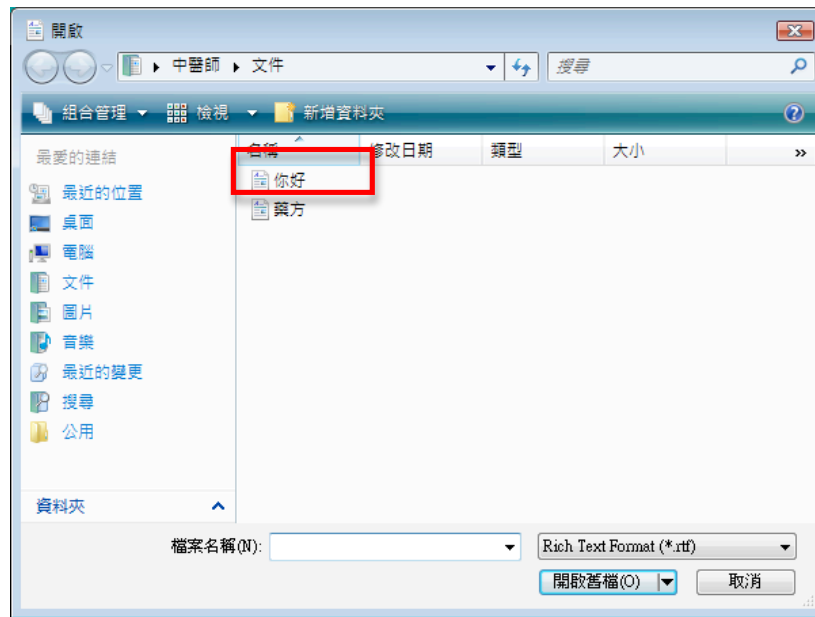 開啟
中醫師 文件
搜尋
組合管理 檢視 新增資料夾
最愛的連結
名稱 修改日期 類型 大小 »
最近的位置
你好
桌面
藥方
電腦
文件
圖片
音樂
最近的變更
搜尋
公用
資料夾
檔案名稱(N):
Rich Text Format (*.rtf)
開啟舊檔(O) 取消